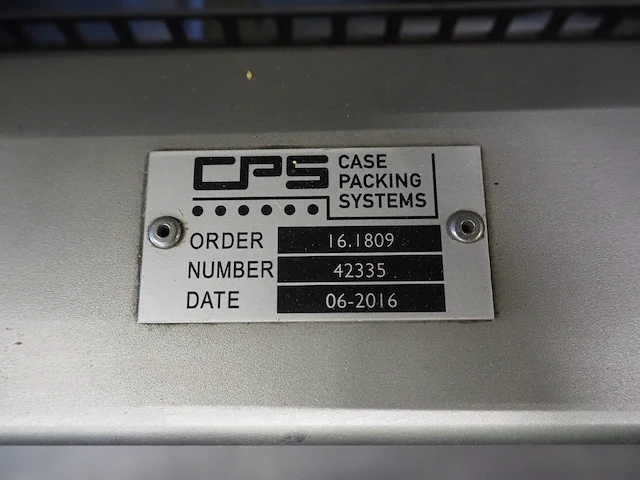 CPS CASE
PACKING
SYSTEMS
ORDER 16.1809
NUMBER 42335
DATE 06-2016